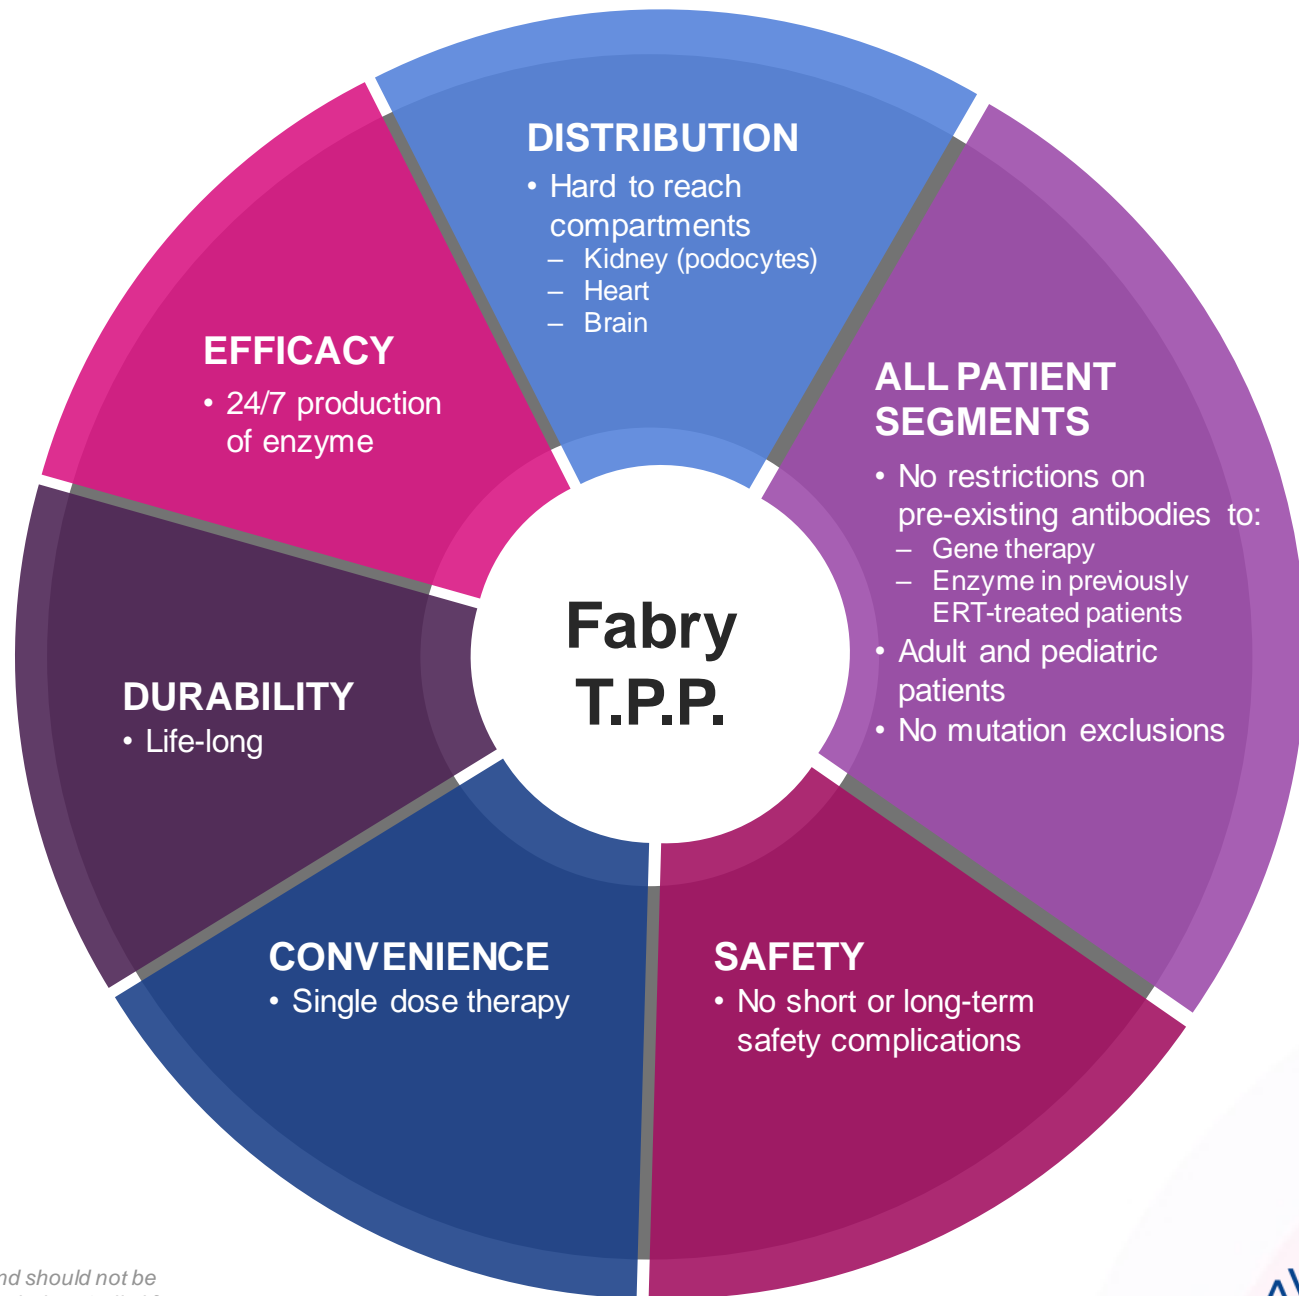 DISTRIBUTION
• Hard to reach
compartments
– Kidney (podocytes)
– Heart
– Brain
ALL PATIENT
SEGMENTS
• No restrictions on
pre-existing antibodies to:
– Gene therapy
– Enzyme in previously
ERT-treated patients
• Adult and pediatric
patients
• No mutation exclusions
SAFETY
• No short or long-term
safety complications
CONVENIENCE
• Single dose therapy
DURABILITY
• Life-long
EFFICACY
• 24/7 production
of enzyme
Fabry
T.P.P.
nd should not be